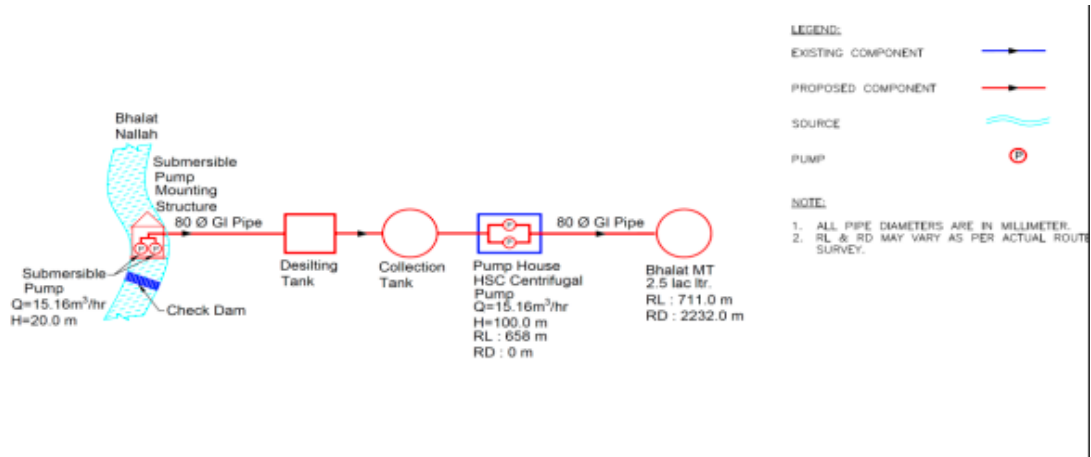 Bhalat
Nallah
Submersible
Pump
Mounting
Structure
80 Ø GI Pipe
P P
Submersible
Pump
Q=15.16m³/hr
H=20.0 m
Check Dam
Desilting
Tank
Collection
Tank
P
P
Pump House
HSC Centrifugal
Pump
Q=15.16m³/hr
H=100.0 m
RL : 658 m
RD : 0 m
80 Ø GI Pipe
Bhalat MT
2.5 lac ltr.
RL : 711.0 m
RD : 2232.0 m
LEGEND:
EXISTING COMPONENT
PROPOSED COMPONENT
SOURCE
PUMP P
NOTE:
1. ALL PIPE DIAMETERS ARE IN MILLIMETER.
2. RL & RD MAY VARY AS PER ACTUAL ROUTE
SURVEY.